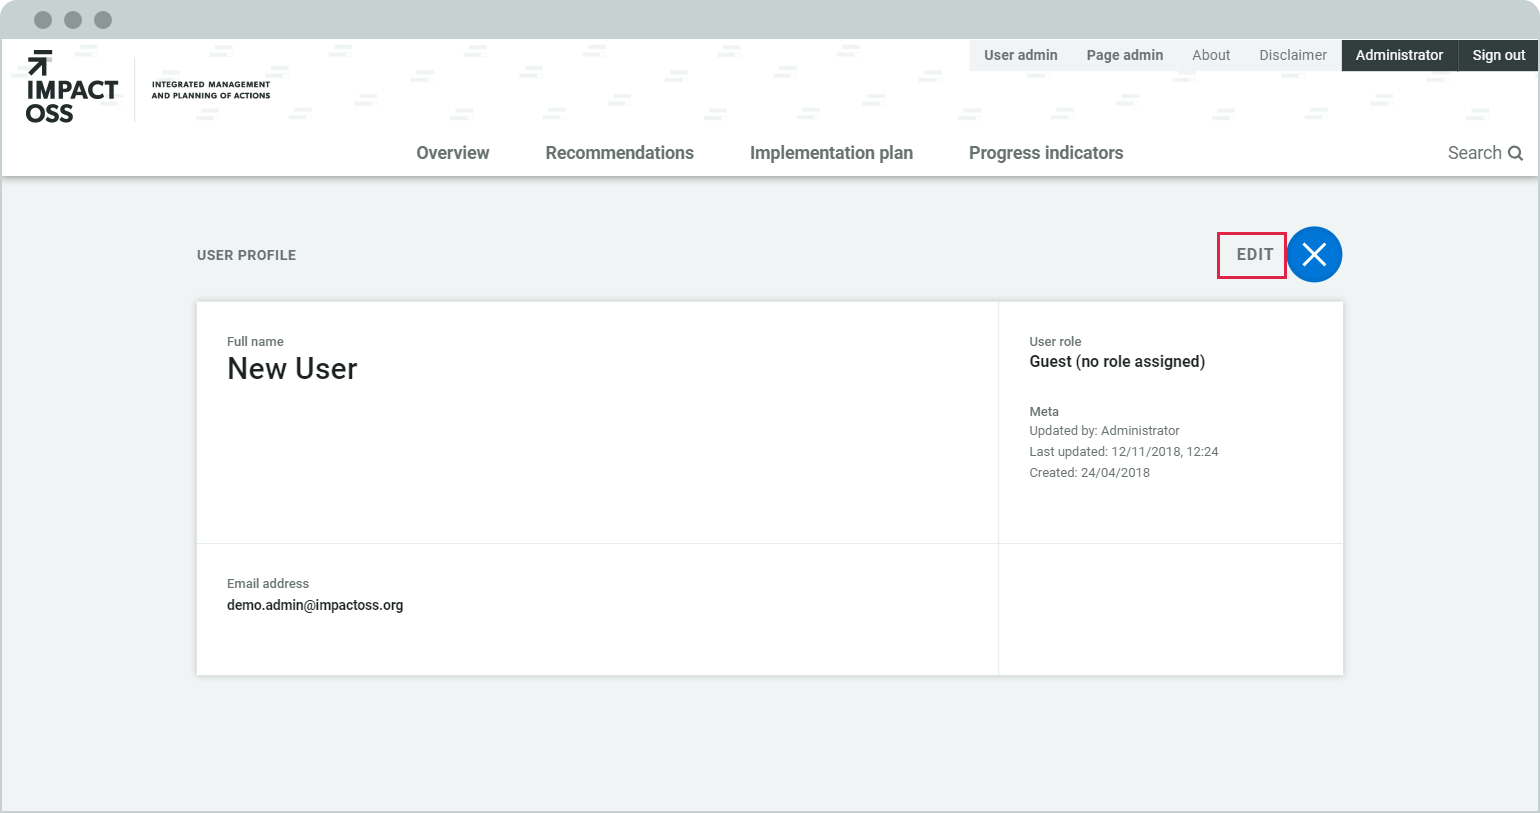 User admin Page admin About Disclaimer Administrator Sign out
IMPACT
OSS
INTEGRATED MANAGEMENT
AND PLANNING OF ACTIONS
Overview Recommendations Implementation plan Progress indicators Search
USER PROFILE EDIT
Full name
New User
User role
Guest (no role assigned)
Meta
Updated by: Administrator
Last updated: 12/11/2018, 12:24
Created: 24/04/2018
Email address
demo.admin@impactoss.org